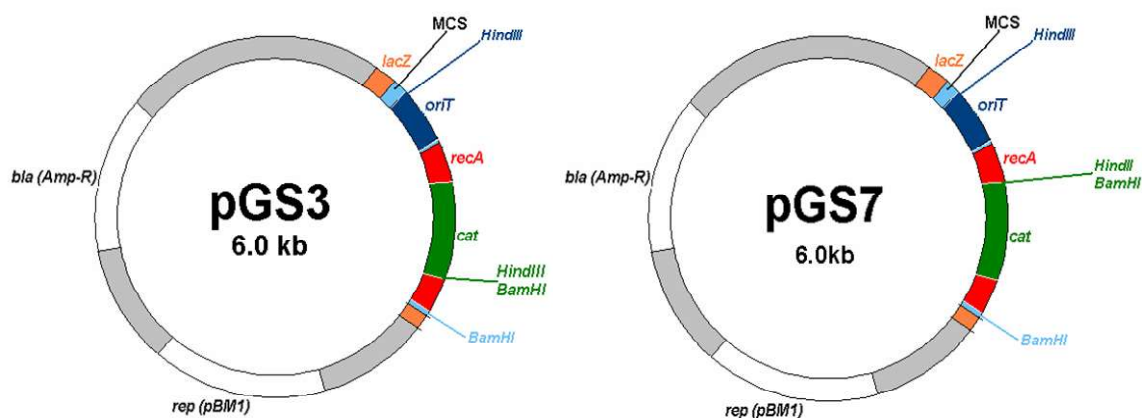 MCS
HindIII
lacZ
oriT
recA
bla (Amp-R)
pGS3
6.0 kb
cat
HindIII
BamHI
BamHI
rep (pBM1)
MCS
HindIII
lacZ
oriT
recA
HindII
BamHI
bla (Amp-R)
pGS7
6.0kb
cat
BamHI
rep (pBM1)